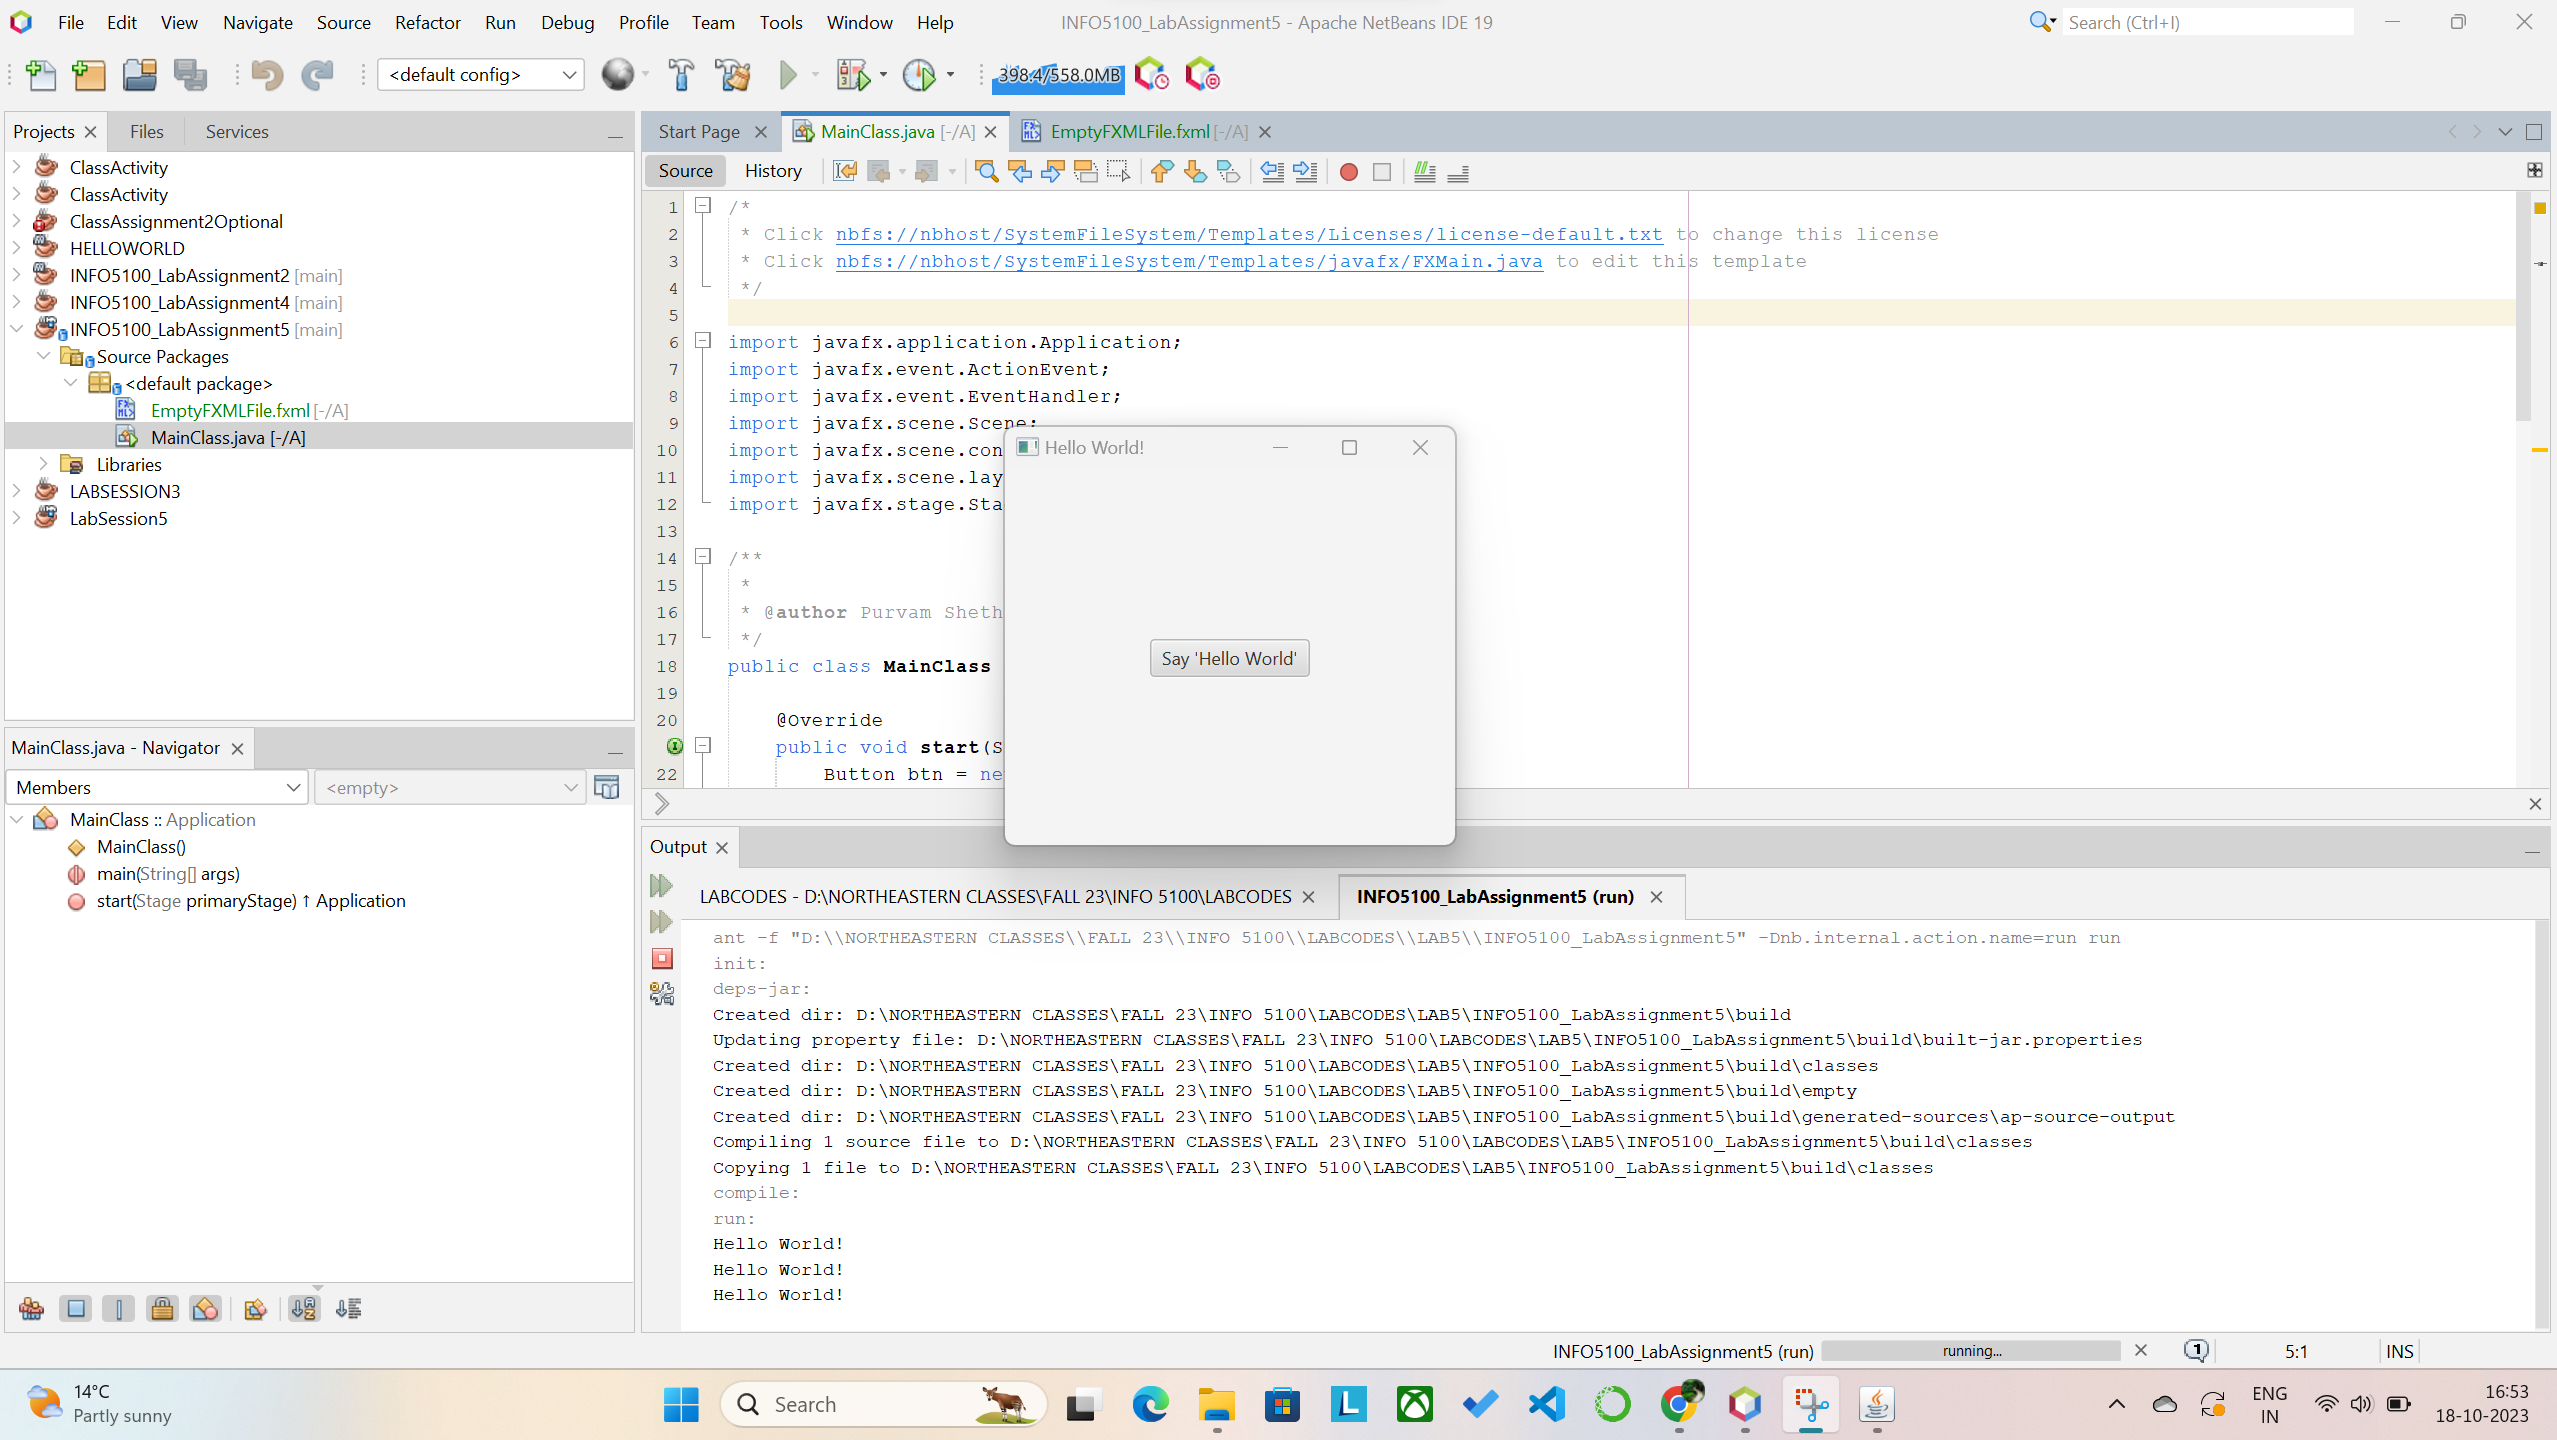 File Edit View Navigate Source Refactor Run Debug Profile Team Tools Window Help
INFO5100_LabAssignment5 - Apache NetBeans IDE 19
Search (Ctrl+I)
<default config>
398.4/558.0MB
Projects Files Services
ClassActivity
ClassActivity
ClassAssignment2Optional
HELLOWORLD
INFO5100_LabAssignment2 [main]
INFO5100_LabAssignment4 [main]
INFO5100_LabAssignment5 [main]
Source Packages
<default package>
EmptyFXMLFile.fxml [-/A]
MainClass.java [-/A]
Libraries
LABSESSION3
LabSession5
MainClass.java - Navigator
Members <empty>
MainClass :: Application
MainClass()
main(String[] args)
start(Stage primaryStage) ↑ Application
Start Page MainClass.java [-/A] EmptyFXMLFile.fxml [-/A]
Source History
1 /*
2 * Click nbfs://nbhost/SystemFileSystem/Templates/Licenses/license-default.txt to change this license
3 * Click nbfs://nbhost/SystemFileSystem/Templates/javafx/FXMain.java to edit this template
4 */
5
6 import javafx.application.Application;
7 import javafx.event.ActionEvent;
8 import javafx.event.EventHandler;
9 import javafx.scene.Scene;
10 import javafx.scene.con
11 import javafx.scene.lay
12 import javafx.stage.Sta
13
14 /**
15 *
16 * @author Purvam Sheth
17 */
18 public class MainClass
19
20 @Override
public void start(S
22 Button btn = ne
Hello World!
Say 'Hello World'
Output
LABCODES - D:\NORTHEASTERN CLASSES\FALL 23\INFO 5100\LABCODES INFO5100_LabAssignment5 (run)
ant -f "D:\\NORTHEASTERN CLASSES\\FALL 23\\INFO 5100\\LABCODES\\LAB5\\INFO5100_LabAssignment5" -Dnb.internal.action.name=run run
init:
deps-jar:
Created dir: D:\NORTHEASTERN CLASSES\FALL 23\INFO 5100\LABCODES\LAB5\INFO5100_LabAssignment5\build
Updating property file: D:\NORTHEASTERN CLASSES\FALL 23\INFO 5100\LABCODES\LAB5\INFO5100_LabAssignment5\build\built-jar.properties
Created dir: D:\NORTHEASTERN CLASSES\FALL 23\INFO 5100\LABCODES\LAB5\INFO5100_LabAssignment5\build\classes
Created dir: D:\NORTHEASTERN CLASSES\FALL 23\INFO 5100\LABCODES\LAB5\INFO5100_LabAssignment5\build\empty
Created dir: D:\NORTHEASTERN CLASSES\FALL 23\INFO 5100\LABCODES\LAB5\INFO5100_LabAssignment5\build\generated-sources\ap-source-output
Compiling 1 source file to D:\NORTHEASTERN CLASSES\FALL 23\INFO 5100\LABCODES\LAB5\INFO5100_LabAssignment5\build\classes
Copying 1 file to D:\NORTHEASTERN CLASSES\FALL 23\INFO 5100\LABCODES\LAB5\INFO5100_LabAssignment5\build\classes
compile:
run:
Hello World!
Hello World!
Hello World!
INFO5100_LabAssignment5 (run) running... 1 5:1 INS
14°C
Partly sunny
Search
ENG
IN
16:53
18-10-2023